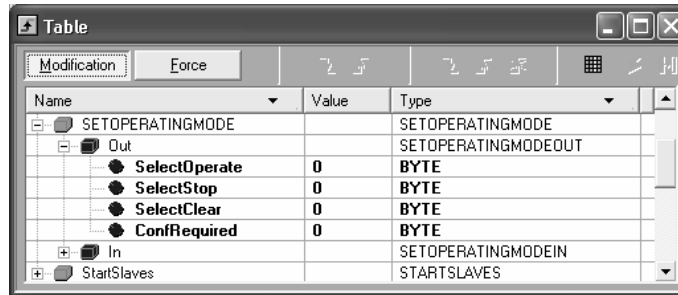 Table
Modification Force
Name Value Type
SETOPERATINGMODE SETOPERATINGMODE
Out SETOPERATINGMODEOUT
SelectOperate 0 BYTE
SelectStop 0 BYTE
SelectClear 0 BYTE
ConfRequired 0 BYTE
In SETOPERATINGMODEIN
StartSlaves STARTSLAVES